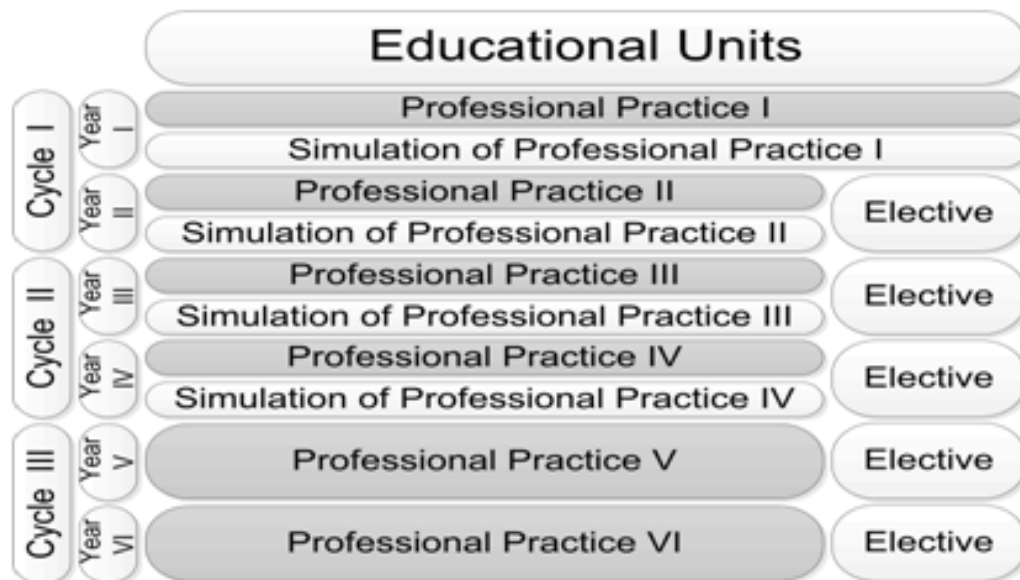 Educational Units
Cycle I
Year I
Professional Practice I
Simulation of Professional Practice I
Year II
Professional Practice II
Simulation of Professional Practice II
Elective
Cycle II
Year III
Professional Practice III
Simulation of Professional Practice III
Elective
Year IV
Professional Practice IV
Simulation of Professional Practice IV
Elective
Cycle III
Year V
Professional Practice V
Elective
Year VI
Professional Practice VI
Elective